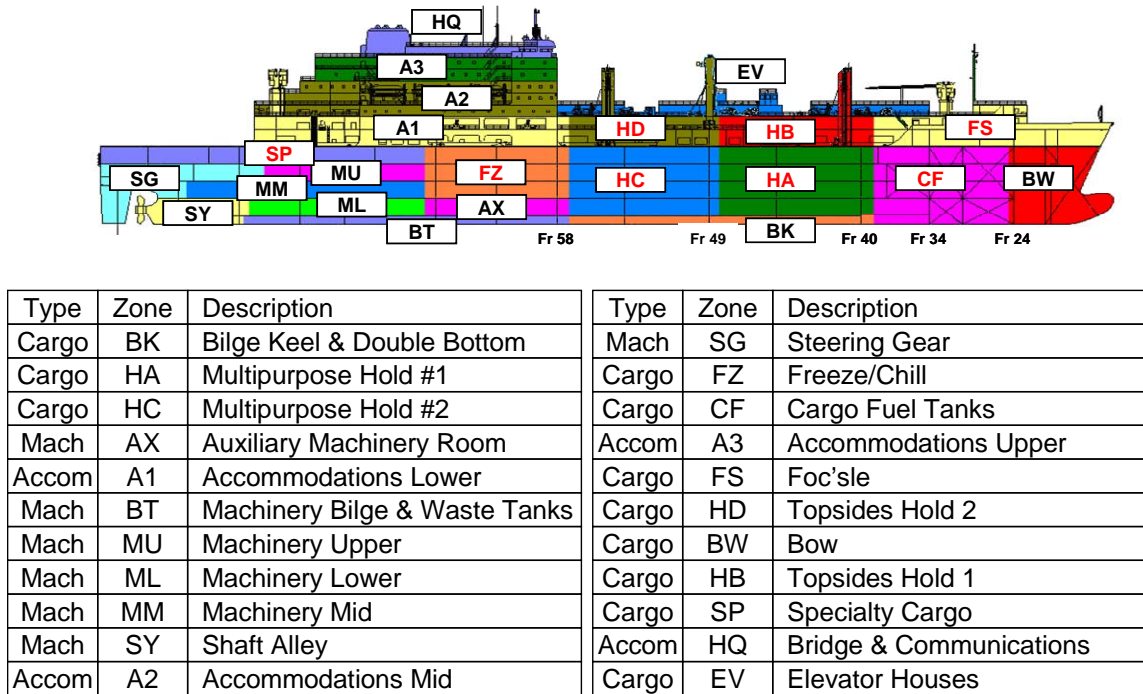 HQ
A3
EV
A2
A1
HD
HB
FS
SP
SG
MU
FZ
HC
HA
CF
BW
MM
ML
AX
SY
BT
BK
Fr 58
Fr 49
Fr 40
Fr 34
Fr 24
Type Zone Description
Cargo BK Bilge Keel & Double Bottom
Cargo HA Multipurpose Hold #1
Cargo HC Multipurpose Hold #2
Mach AX Auxiliary Machinery Room
Accom A1 Accommodations Lower
Mach BT Machinery Bilge & Waste Tanks
Mach MU Machinery Upper
Mach ML Machinery Lower
Mach MM Machinery Mid
Mach SY Shaft Alley
Accom A2 Accommodations Mid
Type Zone Description
Mach SG Steering Gear
Cargo FZ Freeze/Chill
Cargo CF Cargo Fuel Tanks
Accom A3 Accommodations Upper
Cargo FS Foc’sle
Cargo HD Topsides Hold 2
Cargo BW Bow
Cargo HB Topsides Hold 1
Cargo SP Specialty Cargo
Accom HQ Bridge & Communications
Cargo EV Elevator Houses